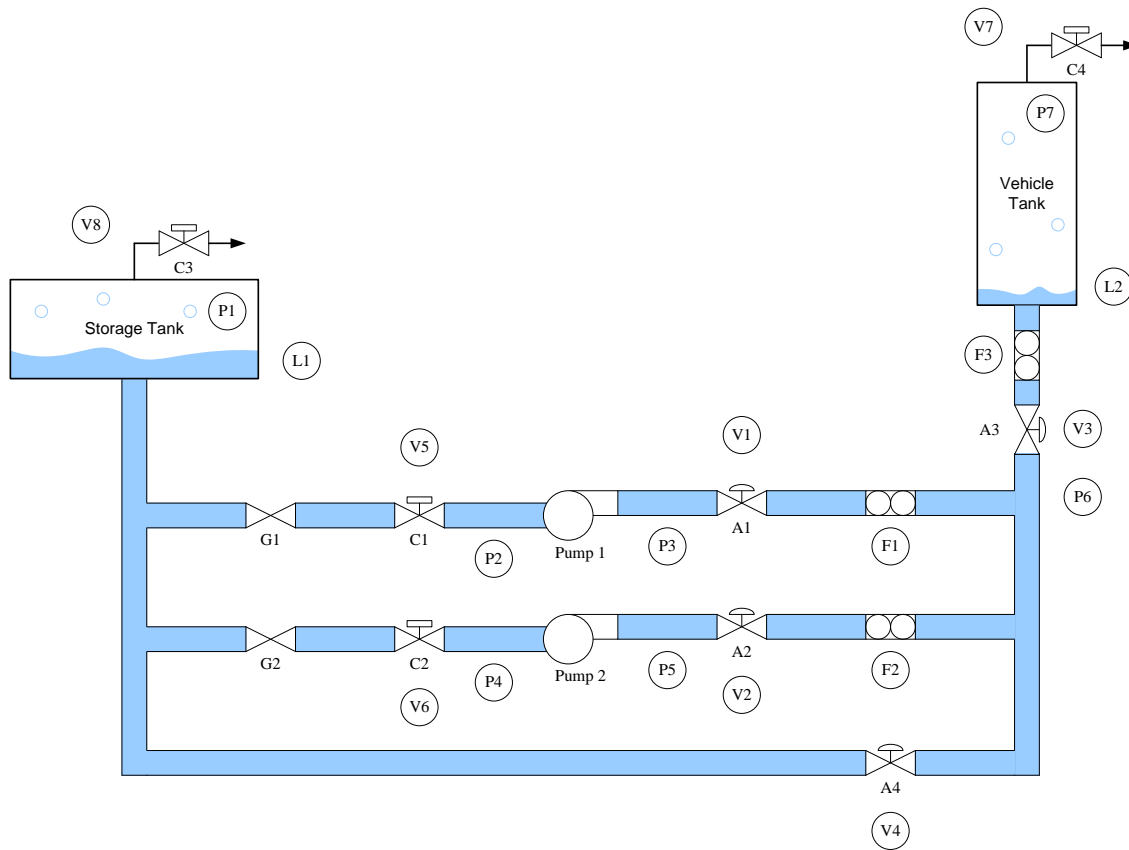 V7
C4
P7
Vehicle
Tank
V8
C3
P1
Storage Tank
L2
L1
F3
A3
V3
V5
V1
P6
G1
C1
P2
Pump 1
P3
A1
F1
G2
C2
P4
Pump 2
P5
A2
F2
V6
V2
A4
V4